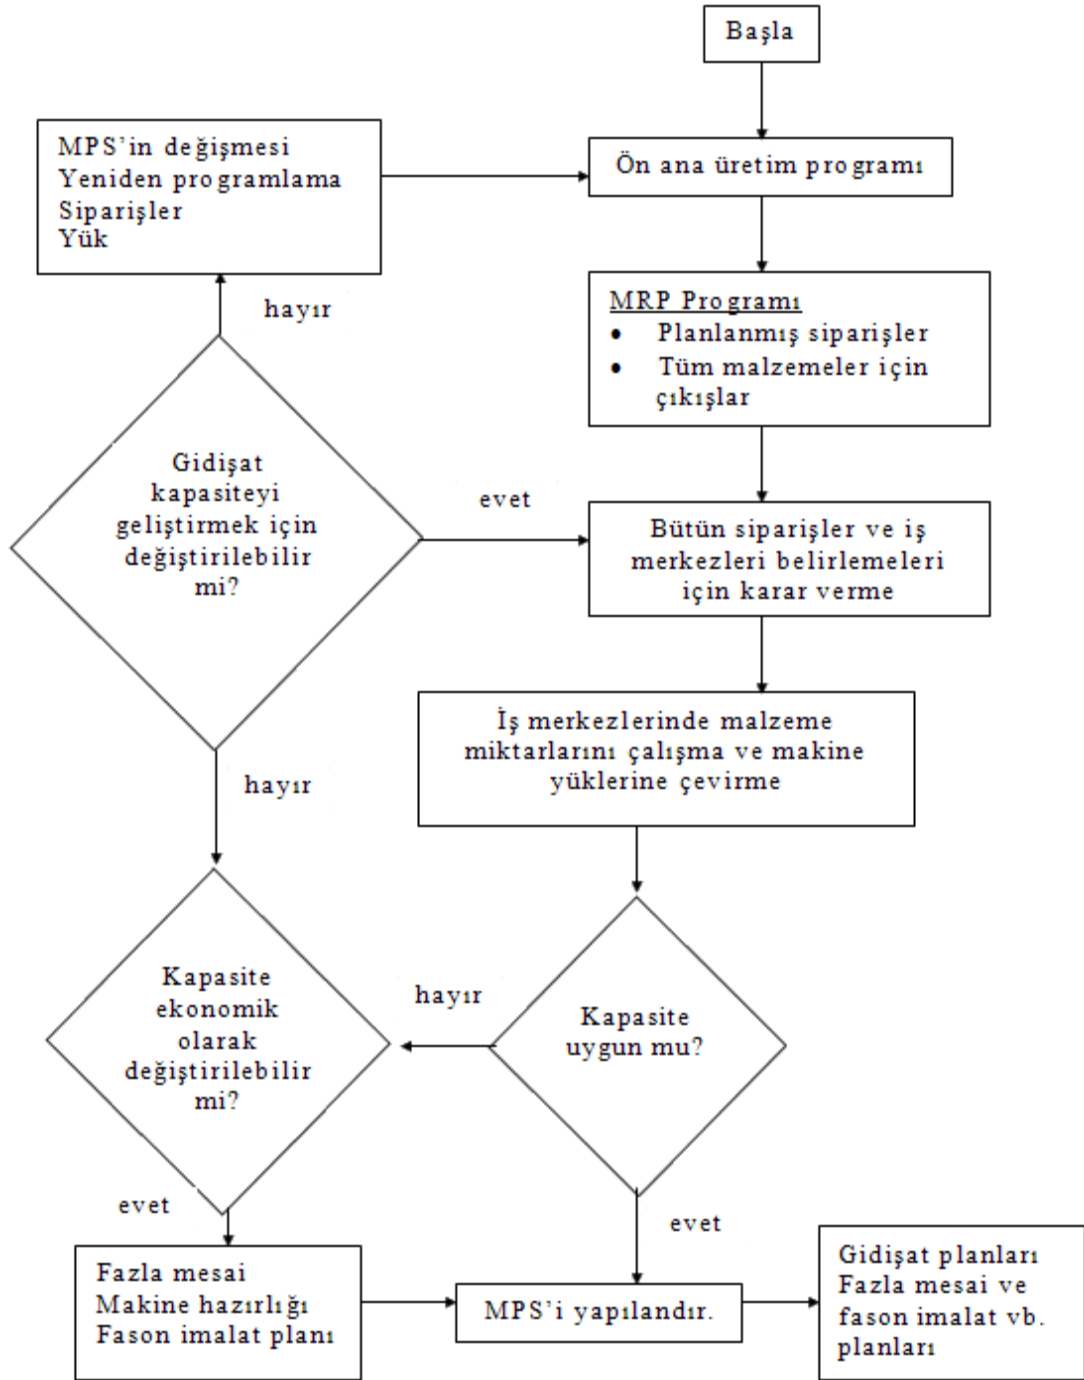 Başla
MPS'in değişmesi
Yeniden programlama
Siparişler
Yük
Ön ana üretim programı
hayır
MRP Programı
• Planlanmış siparişler
• Tüm malzemeler için
çıkışlar
Gidişat
kapasiteyi
geliştirmek için
değiştirilebilir
mi?
evet
Bütün siparişler ve iş
merkezleri belirlemeleri
için karar verme
İş merkezlerinde malzeme
miktarlarını çalışma ve makine
yüklerine çevirme
hayır
Kapasite
ekonomik
olarak
değiştirilebilir
mi?
hayır
Kapasite
uygun mu?
evet
evet
Fazla mesai
Makine hazırlığı
Fason imalat planı
MPS'i yapılandır.
Gidişat planları
Fazla mesai ve
fason imalat vb.
planları